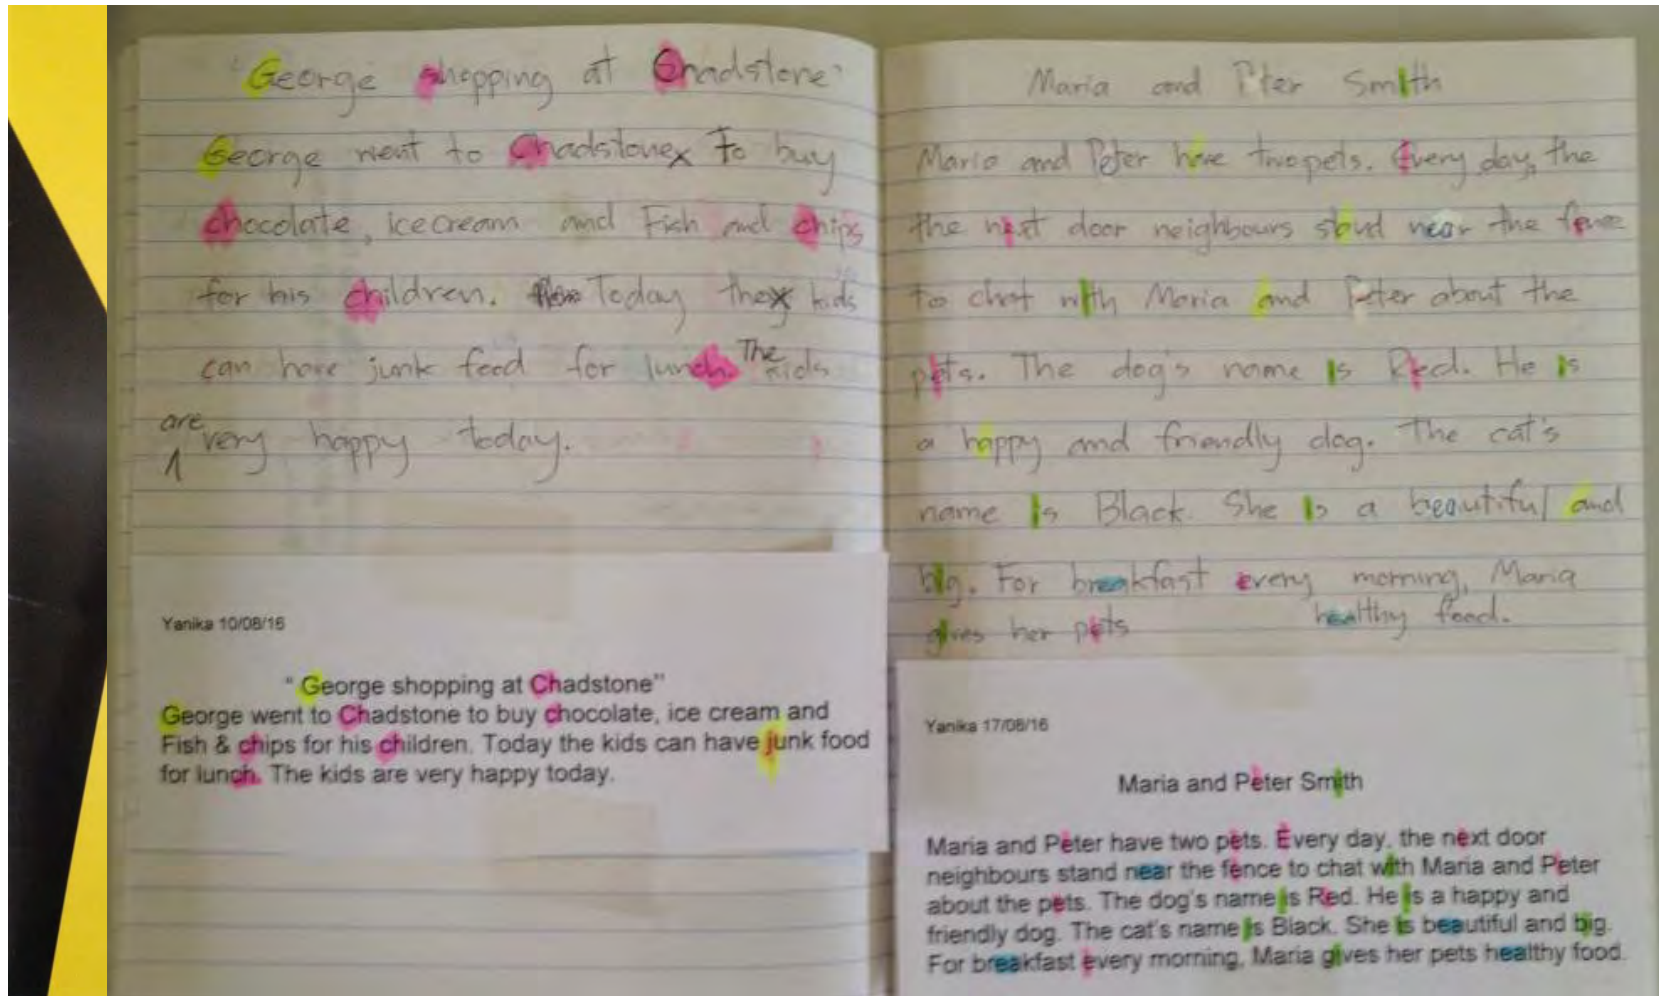 "George shopping at Chadstone"
George went to Chadstone x To buy
chocolate, icecream and Fish and chips
for his children. Today they kids
can have junk food for lunch. The kids
are
very happy today.
Yanika 10/08/16
"George shopping at Chadstone"
George went to Chadstone to buy chocolate, ice cream and
Fish & chips for his children. Today the kids can have junk food
for lunch. The kids are very happy today.
Maria and Peter Smith
Maria and Peter have two pets. Every day, the
the next door neighbours stand near the fence
to chat with Maria and Peter about the
pets. The dog's name is Red. He is
a happy and friendly dog. The cat's
name is Black. She is a beautiful and
big. For breakfast every morning, Maria
gives her pets healthy food.
Yanika 17/08/16
Maria and Peter Smith
Maria and Peter have two pets. Every day, the next door
neighbours stand near the fence to chat with Maria and Peter
about the pets. The dog's name is Red. He is a happy and
friendly dog. The cat's name is Black. She is beautiful and big.
For breakfast every morning, Maria gives her pets healthy food.